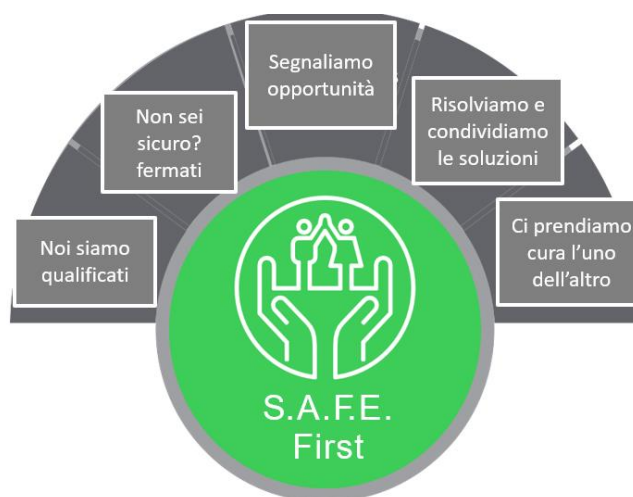 Noi siamo
qualificati
Non sei
sicuro?
fermati
Segnaliamo
opportunità
Risolviamo e
condividiamo
le soluzioni
Ci prendiamo
cura l’uno
dell’altro
S.A.F.E.
First